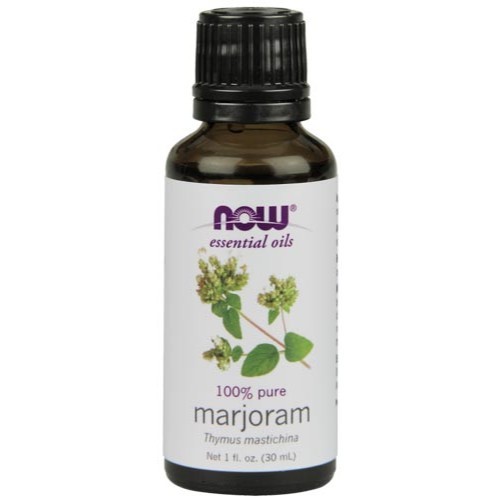 NOW®
essential oils
100% pure
marjoram
Thymus mastichina
Net 1 fl. oz. (30 mL)